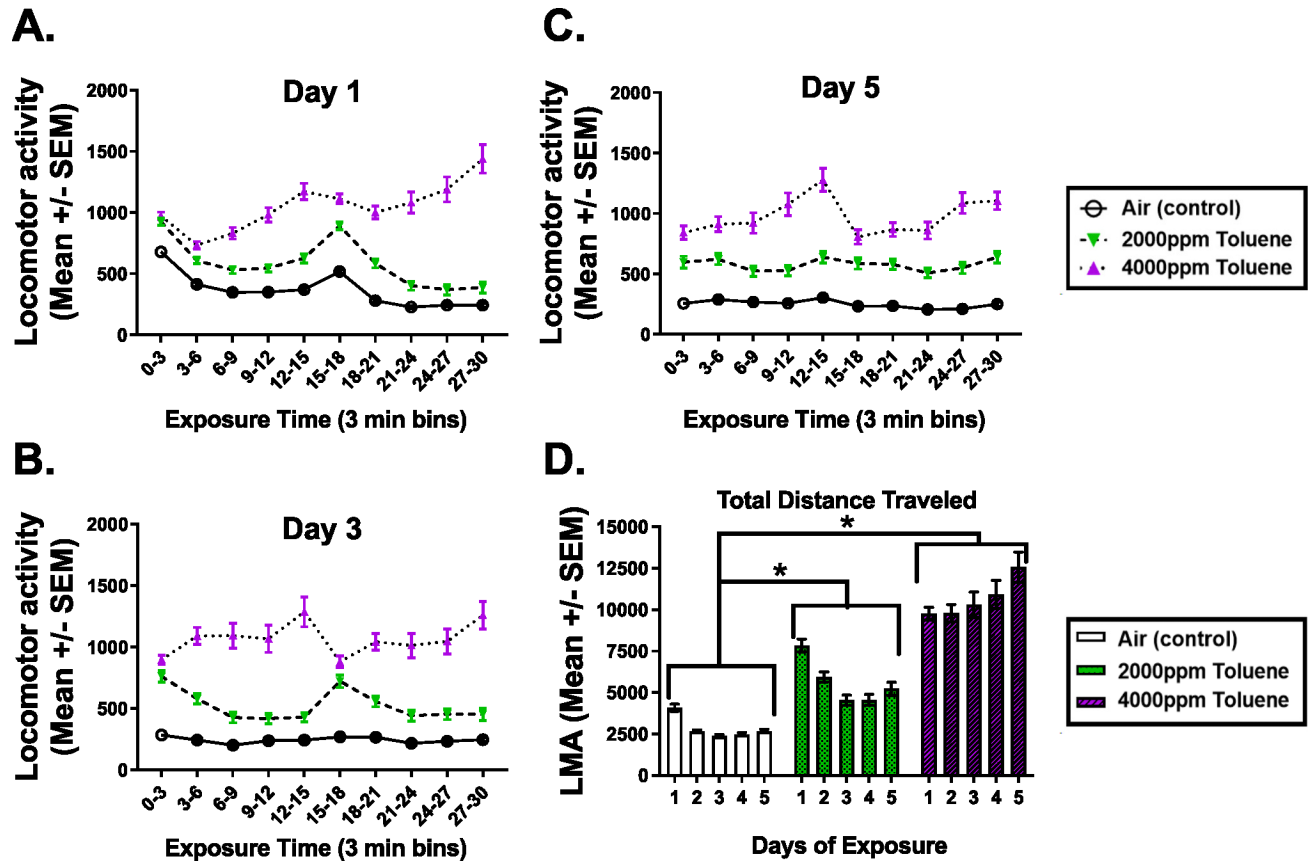 A.
Day 1
Locomotor activity
(Mean +/- SEM)
2000
1500
1000
500
0
0-3
3-6
6-9
9-12
12-15
15-18
18-21
21-24
24-27
27-30
Exposure Time (3 min bins)
B.
Day 3
Locomotor activity
(Mean +/- SEM)
2000
1500
1000
500
0
0-3
3-6
6-9
9-12
12-15
15-18
18-21
21-24
24-27
27-30
Exposure Time (3 min bins)
C.
Day 5
Locomotor activity
(Mean +/- SEM)
2000
1500
1000
500
0
0-3
3-6
6-9
9-12
12-15
15-18
18-21
21-24
24-27
27-30
Exposure Time (3 min bins)
Air (control)
2000ppm Toluene
4000ppm Toluene
D.
Total Distance Traveled
LMA (Mean +/- SEM)
15000
12500
10000
7500
5000
2500
0
*
*
1 2 3 4 5 1 2 3 4 5 1 2 3 4 5
Days of Exposure
Air (control)
2000ppm Toluene
4000ppm Toluene